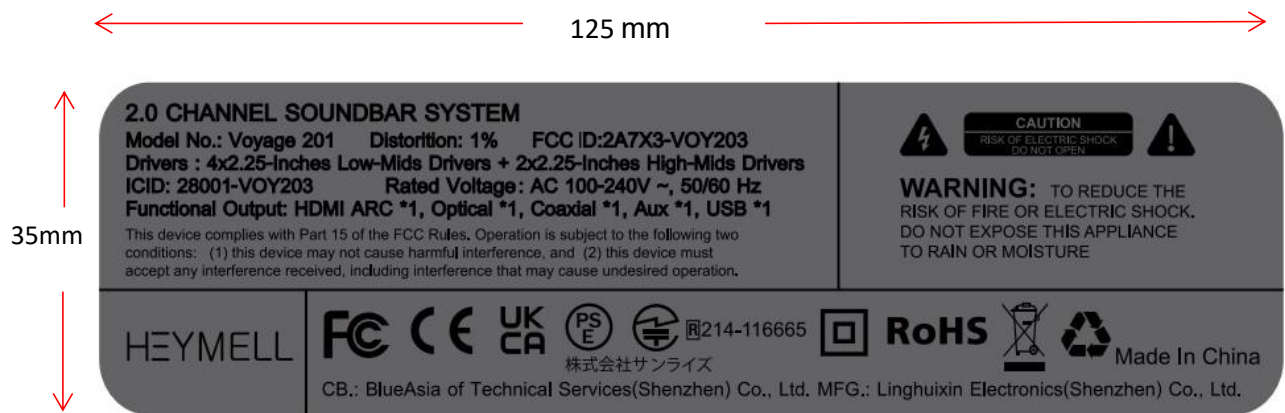 125 mm
35mm
2.0 CHANNEL SOUNDBAR SYSTEM
Model No.: Voyage 201 Distorition: 1% FCC ID:2A7X3-VOY203
Drivers : 4x2.25-Inches Low-Mids Drivers + 2x2.25-Inches High-Mids Drivers
ICID: 28001-VOY203 Rated Voltage: AC 100-240V ~, 50/60 Hz
Functional Output: HDMI ARC *1, Optical *1, Coaxial *1, Aux *1, USB *1
This device complies with Part 15 of the FCC Rules. Operation is subject to the following two
conditions: (1) this device may not cause harmful interference, and (2) this device must
accept any interference received, including interference that may cause undesired operation.
CAUTION
RISK OF ELECTRIC SHOCK
DO NOT OPEN
WARNING: TO REDUCE THE
RISK OF FIRE OR ELECTRIC SHOCK.
DO NOT EXPOSE THIS APPLIANCE
TO RAIN OR MOISTURE
HEYMELL
FC CE UK CA PS E R 214-116665 RoHS
株式会社サンライズ
Made In China
CB.: BlueAsia of Technical Services(Shenzhen) Co., Ltd. MFG.: Linghuixin Electronics(Shenzhen) Co., Ltd.